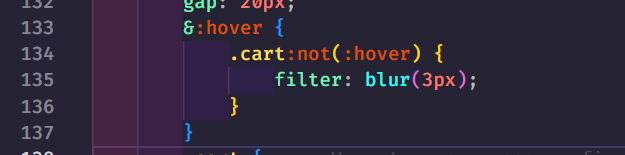 132 gap: 20px;
133 &:hover {
134 .cart:not(:hover) {
135 filter: blur(3px);
136 }
137 }